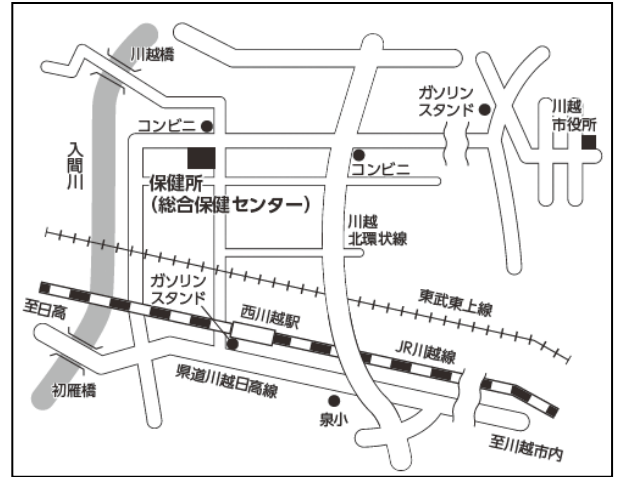 川越橋
ガソリン
スタンド
川越
市役所
コンビニ
入間川
コンビニ
保健所
（総合保健センター）
川越
北環状線
ガソリン
スタンド
東武東上線
至日高
西川越駅
JR川越線
県道川越日高線
初雁橋
泉小
至川越市内